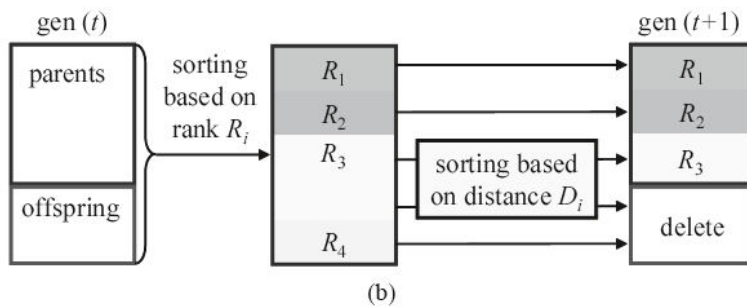 gen (t)
parents
offspring
sorting
based on
rank R_i
R_1
R_2
R_3
R_4
sorting based
on distance D_i
gen (t+1)
R_1
R_2
R_3
delete
(b)